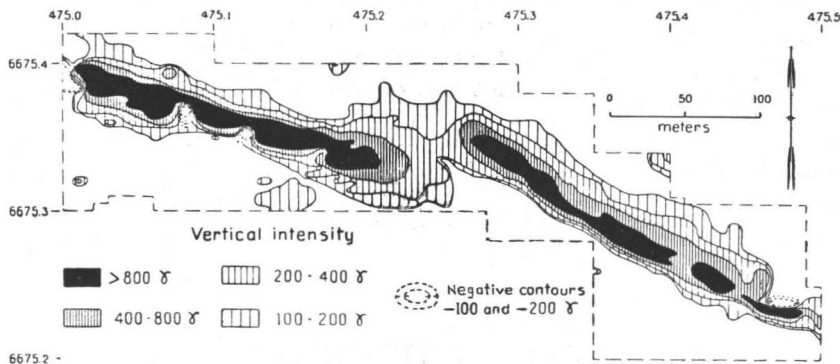 475.0 475.1 475.2 475.3 475.4 475.5
6675.4
0 50 100
meters
6675.3
Vertical intensity
>800 γ 200-400 γ
400-800 γ 100-200 γ
Negative contours
-100 and -200 γ
6675.2